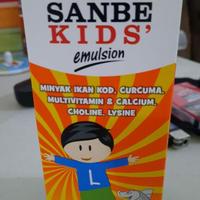 SANBE
KIDS'
emulsion
MINYAK IKAN KOD, CURCUMA,
MULTIVITAMIN & CALCIUM,
CHOLINE, LYSINE
L